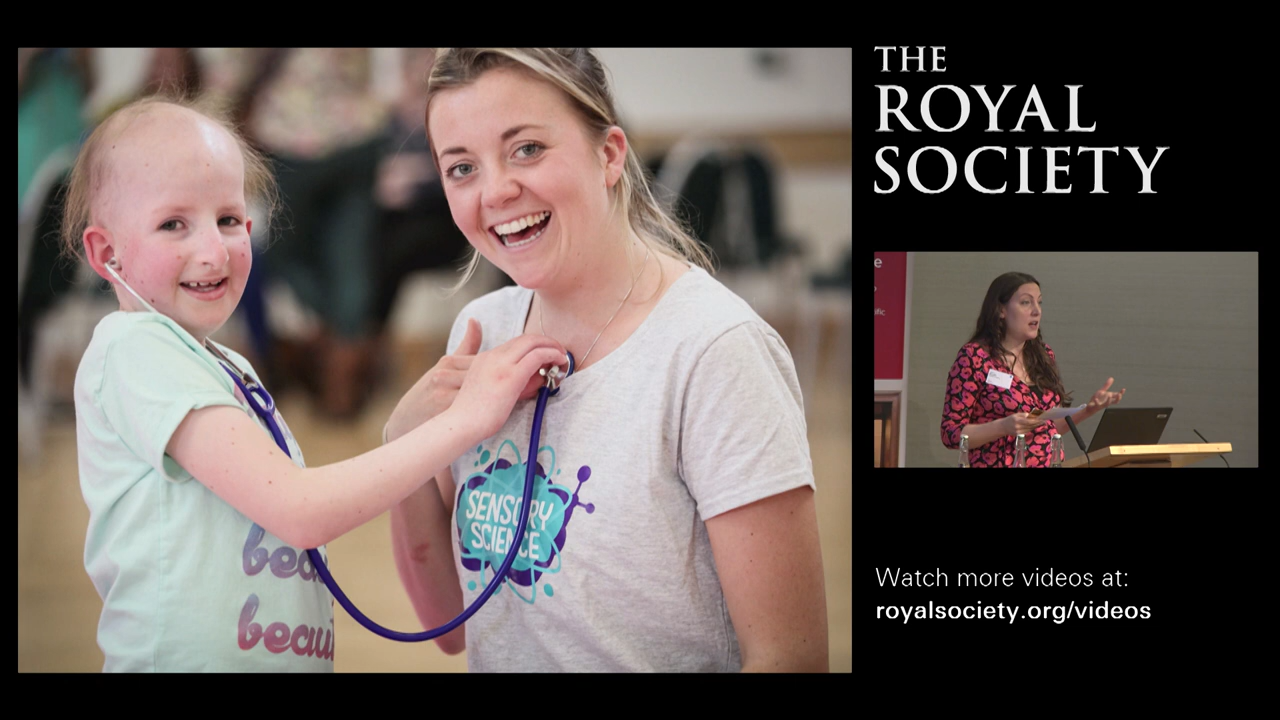 THE
ROYAL
SOCIETY
SENSORY
SCIENCE
Watch more videos at:
royalsociety.org/videos